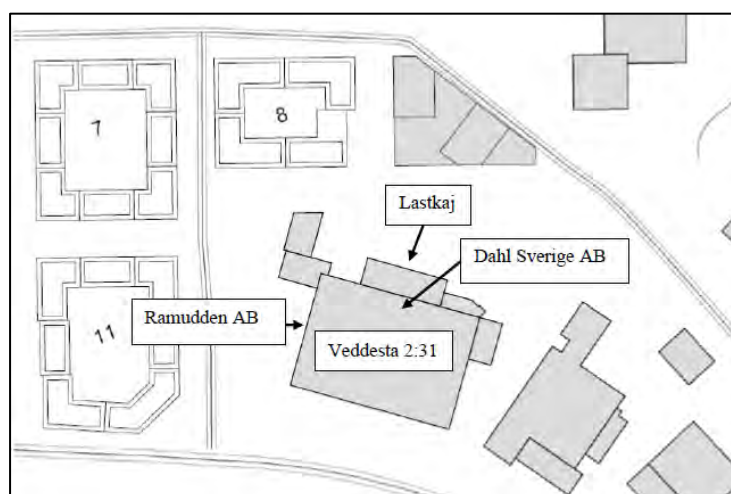 7
8
Lastkaj
Dahl Sverige AB
Ramudden AB
11
Veddesta 2:31